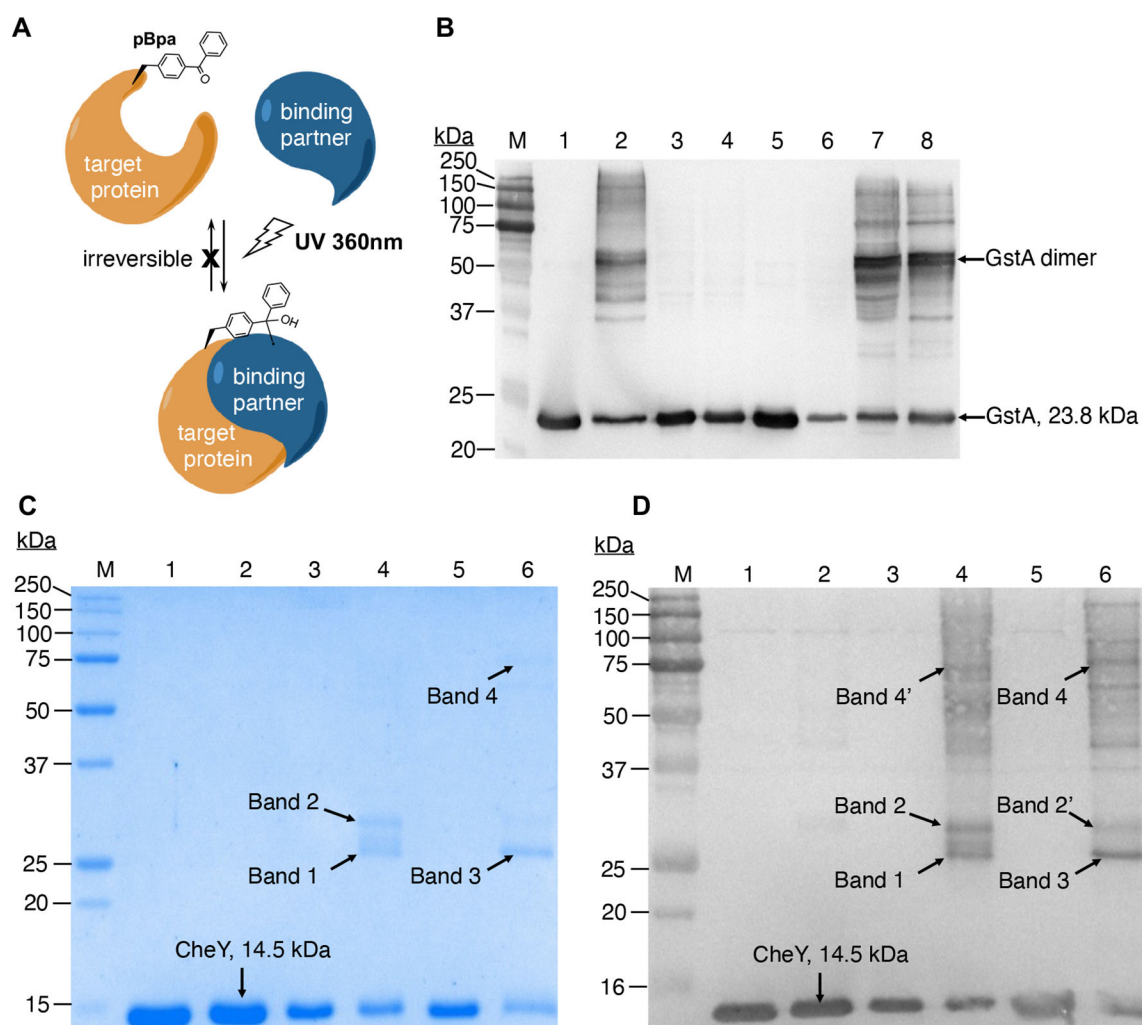 A
pBpa
O
binding
partner
target
protein
irreversible X
UV 360nm
OH
binding
partner
target
protein
B
kDa M 1 2 3 4 5 6 7 8
250
150
100
75
50
37
25
20
GstA dimer
GstA, 23.8 kDa
C
kDa
M 1 2 3 4 5 6
250
150
100
75
50
37
25
20
15
Band 4
Band 2
Band 1
Band 3
CheY, 14.5 kDa
D
kDa
M 1 2 3 4 5 6
250
150
100
75
50
37
25
20
16
Band 4’ Band 4
Band 2 Band 2’
Band 1 Band 3
CheY, 14.5 kDa